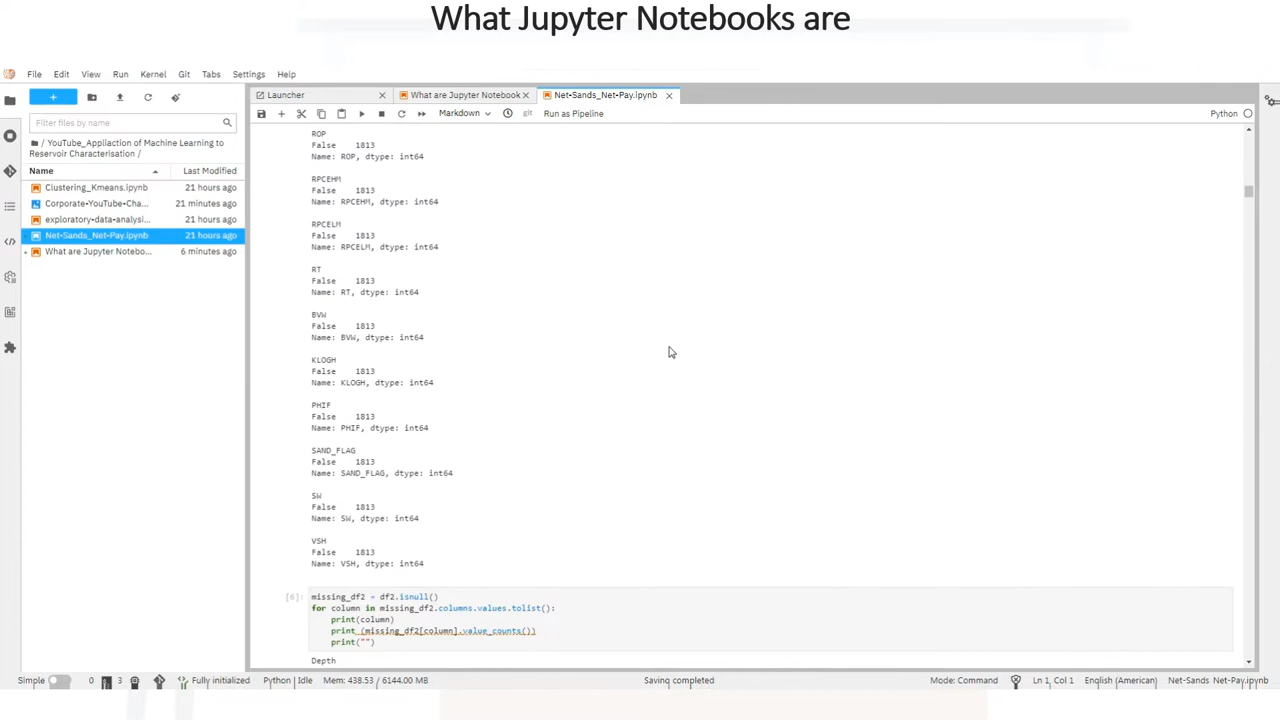 What Jupyter Notebooks are
File Edit View Run Kernel Git Tabs Settings Help
Launcher
What are Jupyter Notebook
Net-Sands_Net-Pay.ipynb
Markdown
git
Run as Pipeline
Python
Filter files by name
/ YouTube_Appliaction of Machine Learning to
Reservoir Characterisation /
Name Last Modified
Clustering_Kmeans.ipynb 21 hours ago
Corporate-YouTube-Cha... 21 minutes ago
exploratory-data-analysi... 21 hours ago
Net-Sands_Net-Pay.ipynb 21 hours ago
What are Jupyter Notebo... 6 minutes ago
ROP
False 1813
Name: ROP, dtype: int64
RPCEHM
False 1813
Name: RPCEHM, dtype: int64
RPCELM
False 1813
Name: RPCELM, dtype: int64
RT
False 1813
Name: RT, dtype: int64
BVW
False 1813
Name: BVW, dtype: int64
KLOGH
False 1813
Name: KLOGH, dtype: int64
PHIF
False 1813
Name: PHIF, dtype: int64
SAND_FLAG
False 1813
Name: SAND_FLAG, dtype: int64
SW
False 1813
Name: SW, dtype: int64
VSH
False 1813
Name: VSH, dtype: int64
[6]: missing_df2 = df2.isnull()
for column in missing_df2.columns.values.tolist():
print(column)
print (missing_df2[column].value_counts())
print("")
Depth
Simple 0 3 Fully initialized Python | Idle Mem: 438.53 / 6144.00 MB Saving completed Mode: Command Ln 1, Col 1 English (American) Net-Sands Net-Pay.ipynb